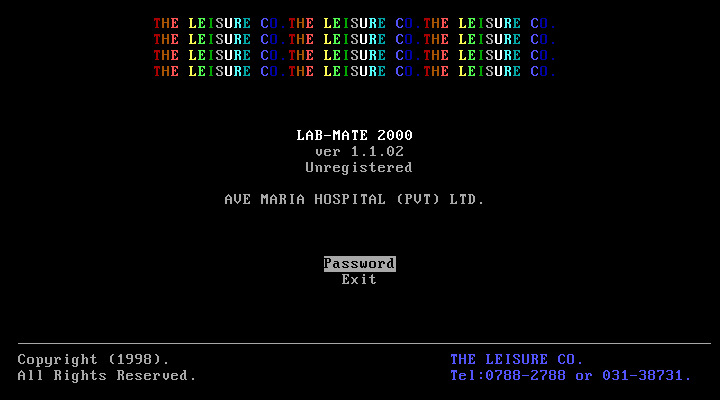 THE LEISURE CO.THE LEISURE CO.THE LEISURE CO.
THE LEISURE CO.THE LEISURE CO.THE LEISURE CO.
THE LEISURE CO.THE LEISURE CO.THE LEISURE CO.
THE LEISURE CO.THE LEISURE CO.THE LEISURE CO.
LAB-MATE 2000
ver 1.1.02
Unregistered
AVE MARIA HOSPITAL (PVT) LTD.
Password
Exit
Copyright (1998).
THE LEISURE CO.
All Rights Reserved.
Tel:0788-2788 or 031-38731.